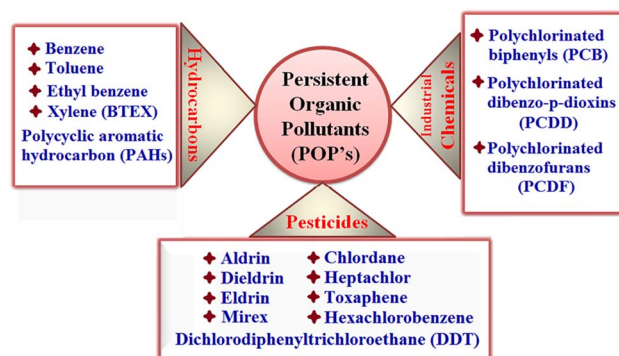 Benzene
Toluene
Ethyl benzene
Xylene (BTEX)
Polycyclic aromatic
hydrocarbon (PAHs)
Hydrocarbons
Persistent
Organic
Pollutants
(POP's)
Industrial
Chemicals
Polychlorinated
biphenyls (PCB)
Polychlorinated
dibenzo-p-dioxins
(PCDD)
Polychlorinated
dibenzofurans
(PCDF)
Pesticides
Aldrin
Dieldrin
Eldrin
Mirex
Chlordane
Heptachlor
Toxaphene
Hexachlorobenzene
Dichlorodiphenyltrichloroethane (DDT)